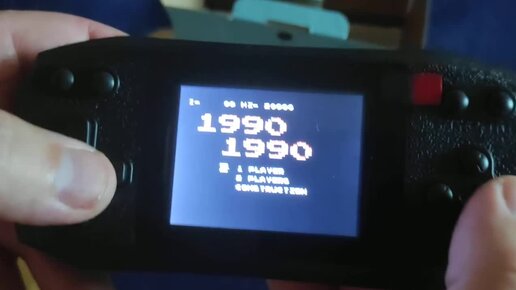 I-    00 HI- 20000
1990
1990
1 PLAYER
2 PLAYERS
CONSTRUCTION